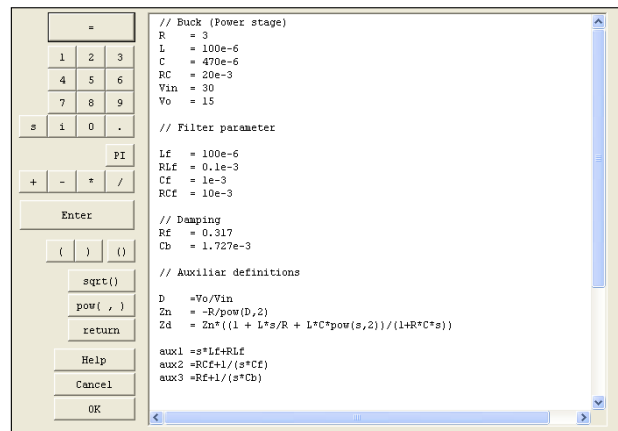 =
1 2 3
4 5 6
7 8 9
s i 0 .
PI
+ - * /
Enter
( ) ()
sqrt()
pow( , )
return
Help
Cancel
OK
// Buck (Power stage)
R = 3
L = 100e-6
C = 470e-6
RC = 20e-3
Vin = 30
Vo = 15
// Filter parameter
Lf = 100e-6
RLf = 0.1e-3
Cf = 1e-3
RCf = 10e-3
// Damping
Rf = 0.317
Cb = 1.727e-3
// Auxiliar definitions
D =Vo/Vin
Zn = -R/pow(D,2)
Zd = Zn*((1 + L*s/R + L*C*pow(s,2))/(1+R*C*s))
aux1 =s*Lf+RLf
aux2 =RCf+1/(s*Cf)
aux3 =Rf+1/(s*Cb)